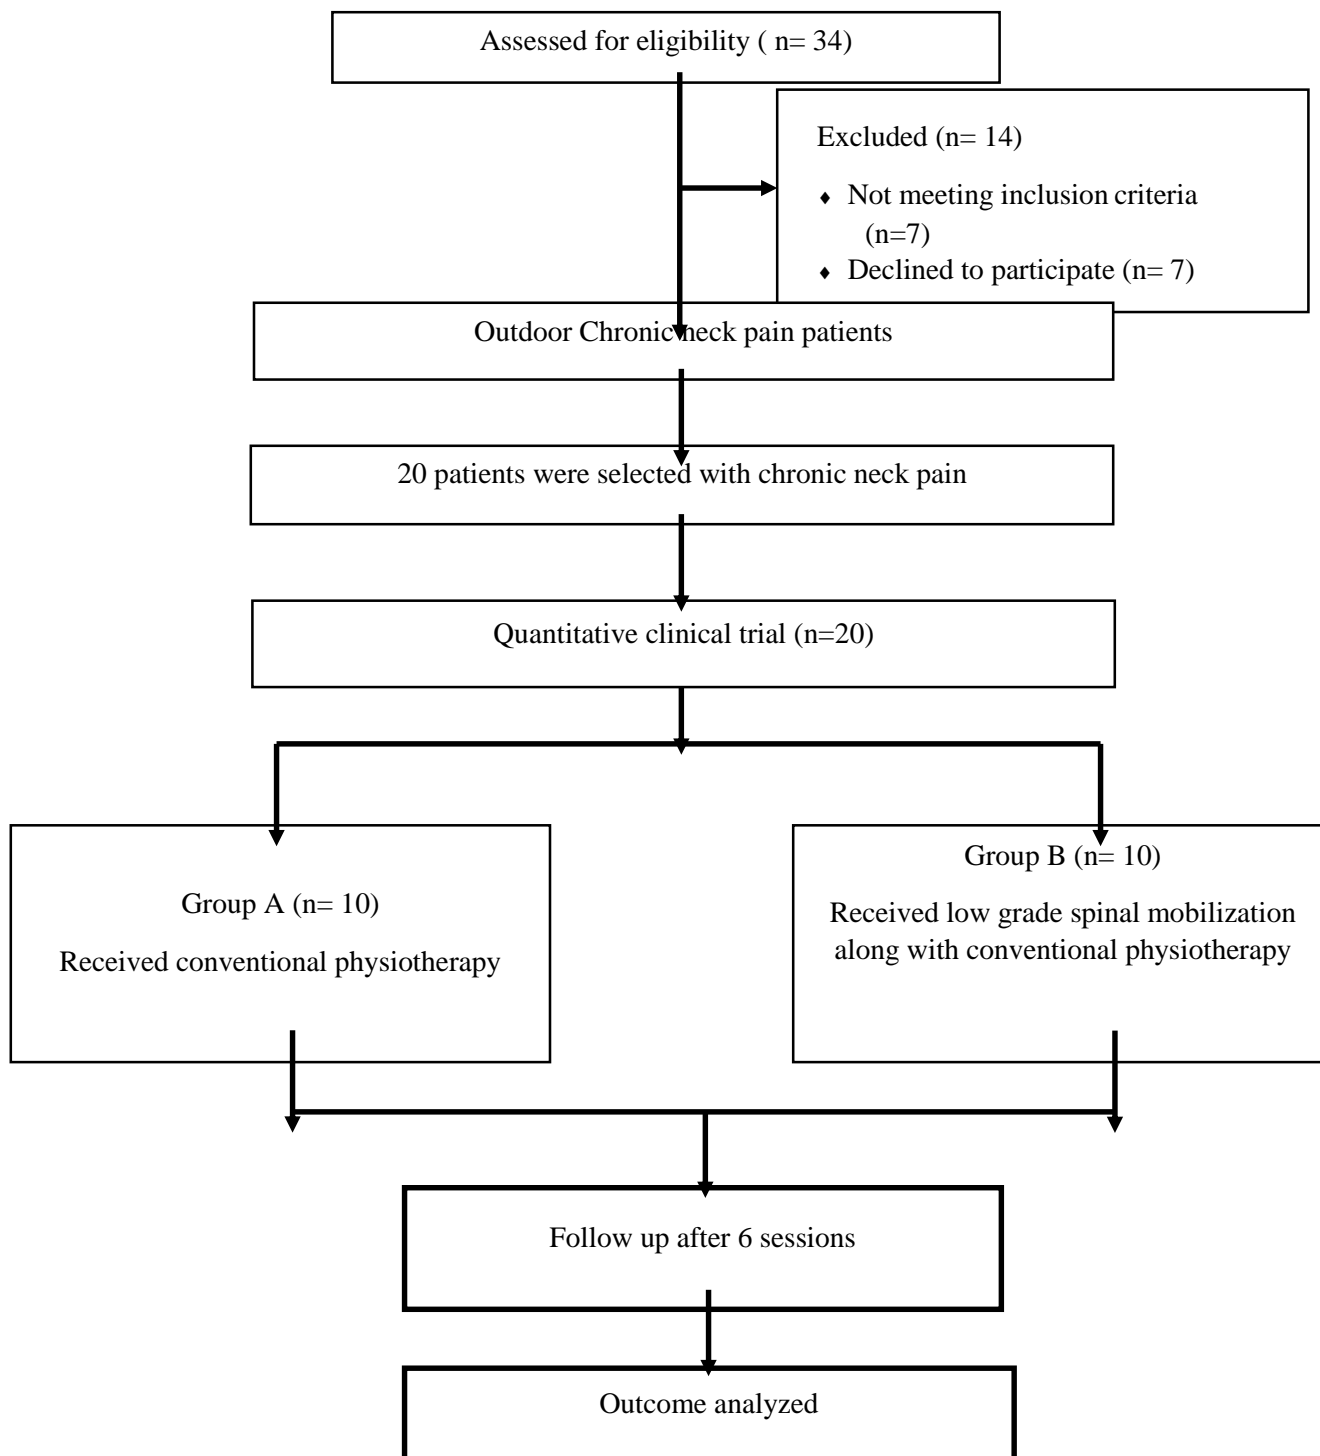 Assessed for eligibility ( n= 34)
Excluded (n= 14)
♦ Not meeting inclusion criteria
(n=7)
♦ Declined to participate (n= 7)
Outdoor Chronic neck pain patients
20 patients were selected with chronic neck pain
Quantitative clinical trial (n=20)
Group A (n= 10)
Received conventional physiotherapy
Group B (n= 10)
Received low grade spinal mobilization
along with conventional physiotherapy
Follow up after 6 sessions
Outcome analyzed